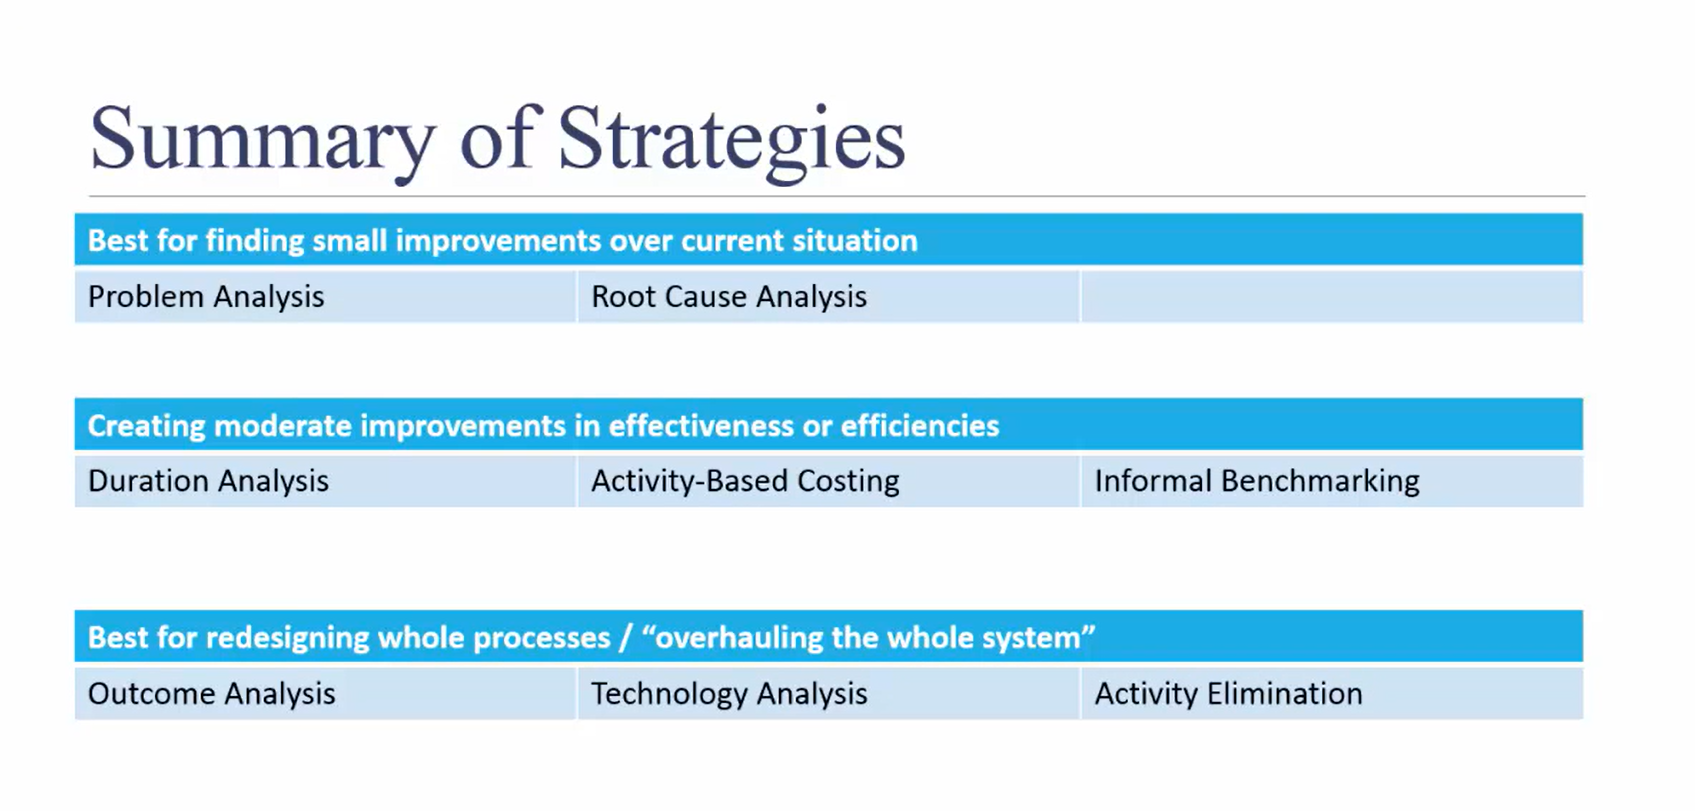 Summary of Strategies
Best for finding small improvements over current situation
Problem Analysis
Root Cause Analysis
Creating moderate improvements in effectiveness or efficiencies
Duration Analysis
Activity-Based Costing
Informal Benchmarking
Best for redesigning whole processes / “overhauling the whole system”
Outcome Analysis
Technology Analysis
Activity Elimination